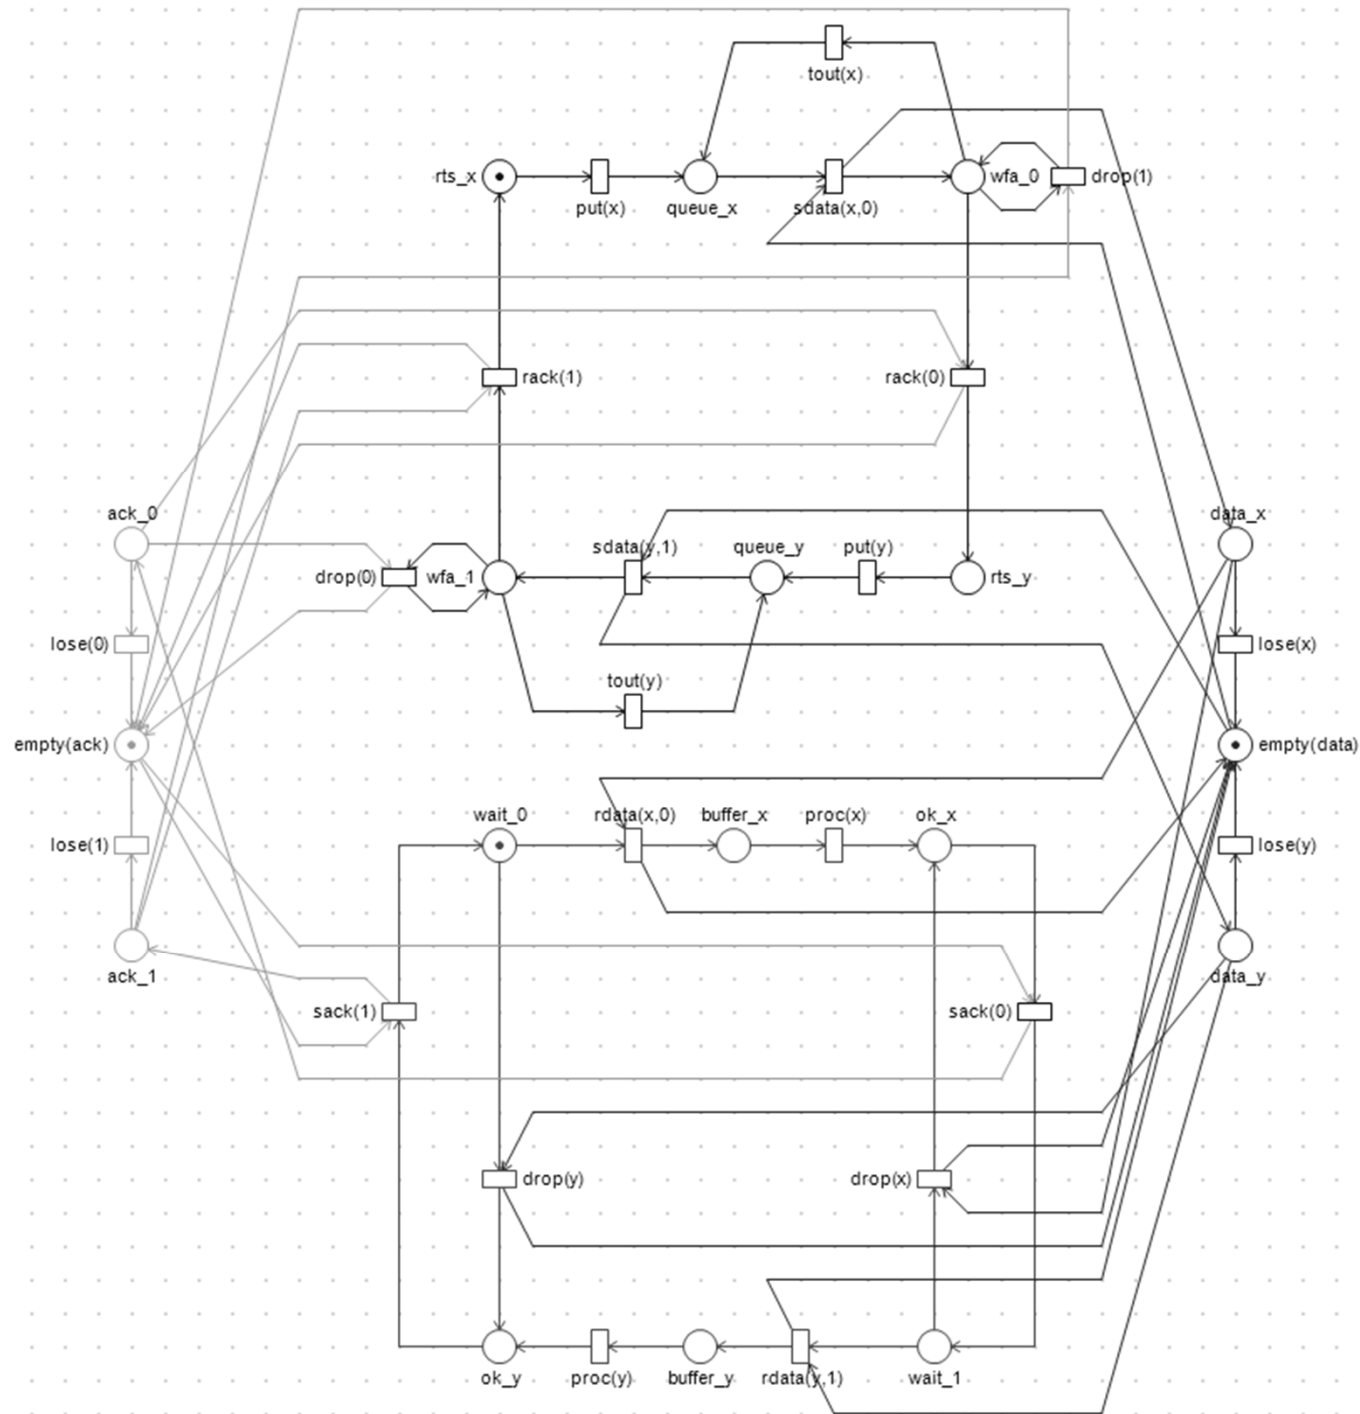 tout(x)
rts_x
put(x)
queue_x
sdata(x,0)
wfa_0
drop(1)
rack(1)
rack(0)
ack_0
data_x
drop(0)
wfa_1
sdata(y,1)
queue_y
put(y)
rts_y
lose(0)
lose(x)
tout(y)
empty(ack)
empty(data)
wait_0
rdata(x,0)
buffer_x
proc(x)
ok_x
lose(1)
lose(y)
ack_1
data_y
sack(1)
sack(0)
drop(y)
drop(x)
ok_y
proc(y)
buffer_y
rdata(y,1)
wait_1